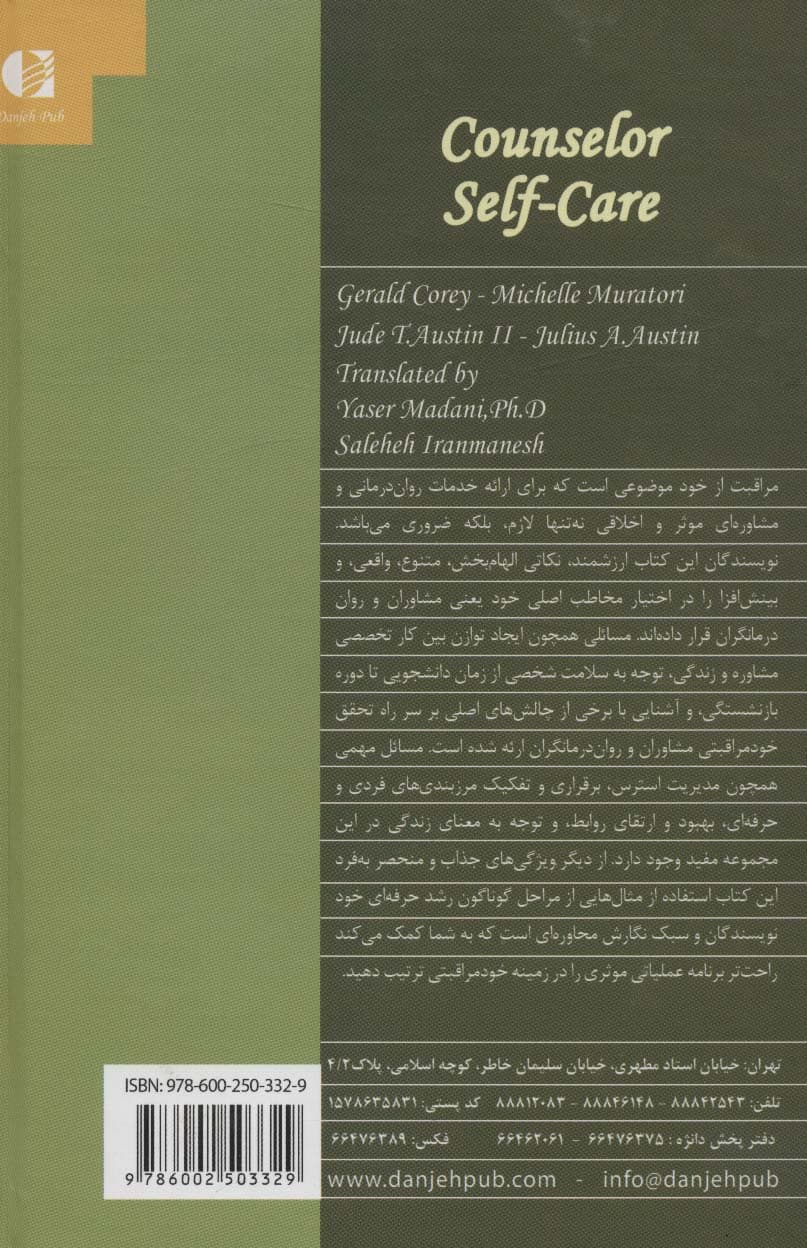 Danjeh Pub
Counselor
Self-Care
Gerald Corey - Michelle Muratori
Jude T.Austin II - Julius A.Austin
Translated by
Yaser Madani,Ph.D
Saleheh Iranmanesh
مراقبت از خود موضوعی است که برای ارائه خدمات روان‌درمانی و
مشاوره‌ای موثر و اخلاقی نه‌تنها لازم، بلکه ضروری می‌باشد.
نویسندگان این کتاب ارزشمند، نکاتی الهام‌بخش، متنوع، واقعی، و
بینش‌افزا را در اختیار مخاطب اصلی خود یعنی مشاوران و روان
درمانگران قرار داده‌اند. مسائلی همچون ایجاد توازن بین کار تخصصی
مشاوره و زندگی، توجه به سلامت شخصی از زمان دانشجویی تا دوره
بازنشستگی، و آشنایی با برخی از چالش‌های اصلی بر سر راه تحقق
خودمراقبتی مشاوران و روان‌درمانگران ارئه شده است. مسائل مهمی
همچون مدیریت استرس، برقراری و تفکیک مرزبندی‌های فردی و
حرفه‌ای، بهبود و ارتقای روابط، و توجه به معنای زندگی در این
مجموعه مفید وجود دارد. از دیگر ویژگی‌های جذاب و منحصر به‌فرد
این کتاب استفاده از مثال‌هایی از مراحل گوناگون رشد حرفه‌ای خود
نویسندگان و سبک نگارش محاوره‌ای است که به شما کمک می‌کند
راحت‌تر برنامه عملیاتی موثری را در زمینه خودمراقبتی ترتیب دهید.
تهران: خیابان استاد مطهری، خیابان سلیمان خاطر، کوچه اسلامی، پلاک۴/۲
تلفن: ۸۸۸۴۲۵۴۳ - ۸۸۸۴۶۱۴۸ - ۸۸۸۱۲۰۸۳ کد پستی: ۱۵۷۸۶۳۵۸۳۱
دفتر پخش دانژه : ۶۶۴۷۶۳۷۵ - ۶۶۴۶۲۰۶۱ فکس: ۶۶۴۷۶۳۸۹
www.danjehpub.com - info@danjehpub
ISBN: 978-600-250-332-9
9 786002 503329